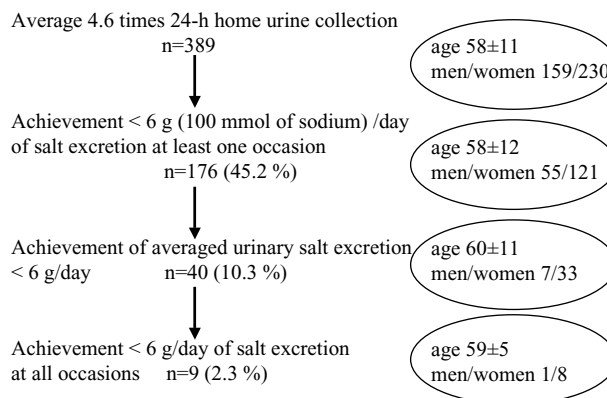 Average 4.6 times 24-h home urine collection
n=389
age 58±11
men/women 159/230
Achievement < 6 g (100 mmol of sodium) /day
of salt excretion at least one occasion
n=176 (45.2 %)
age 58±12
men/women 55/121
Achievement of averaged urinary salt excretion
< 6 g/day n=40 (10.3 %)
age 60±11
men/women 7/33
Achievement < 6 g/day of salt excretion
at all occasions n=9 (2.3 %)
age 59±5
men/women 1/8